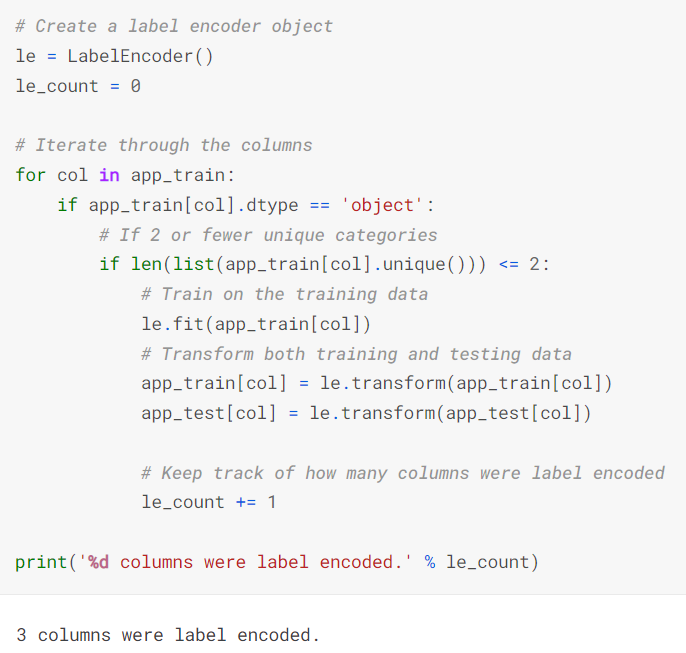 # Create a label encoder object
le = LabelEncoder()
le_count = 0

# Iterate through the columns
for col in app_train:
    if app_train[col].dtype == 'object':
        # If 2 or fewer unique categories
        if len(list(app_train[col].unique())) <= 2:
            # Train on the training data
            le.fit(app_train[col])
            # Transform both training and testing data
            app_train[col] = le.transform(app_train[col])
            app_test[col] = le.transform(app_test[col])

            # Keep track of how many columns were label encoded
            le_count += 1

print('%d columns were label encoded.' % le_count)

3 columns were label encoded.